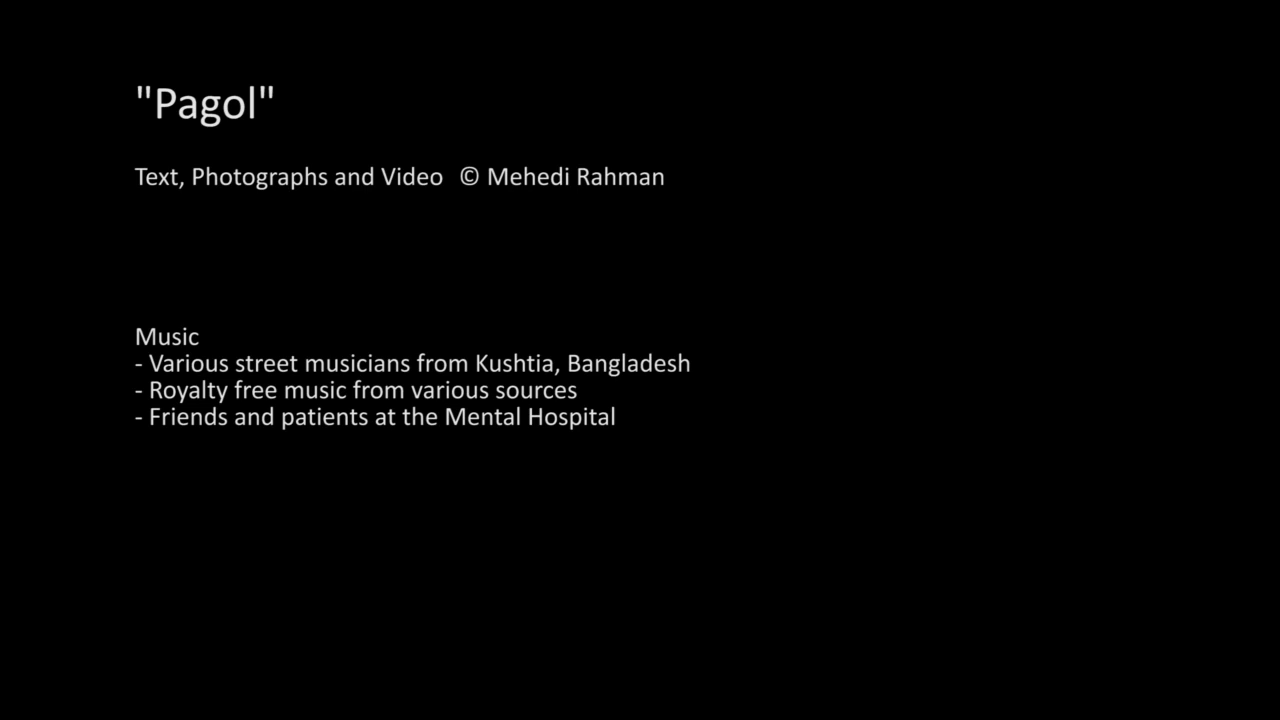 "Pagol"
Text, Photographs and Video © Mehedi Rahman
Music
- Various street musicians from Kushtia, Bangladesh
- Royalty free music from various sources
- Friends and patients at the Mental Hospital